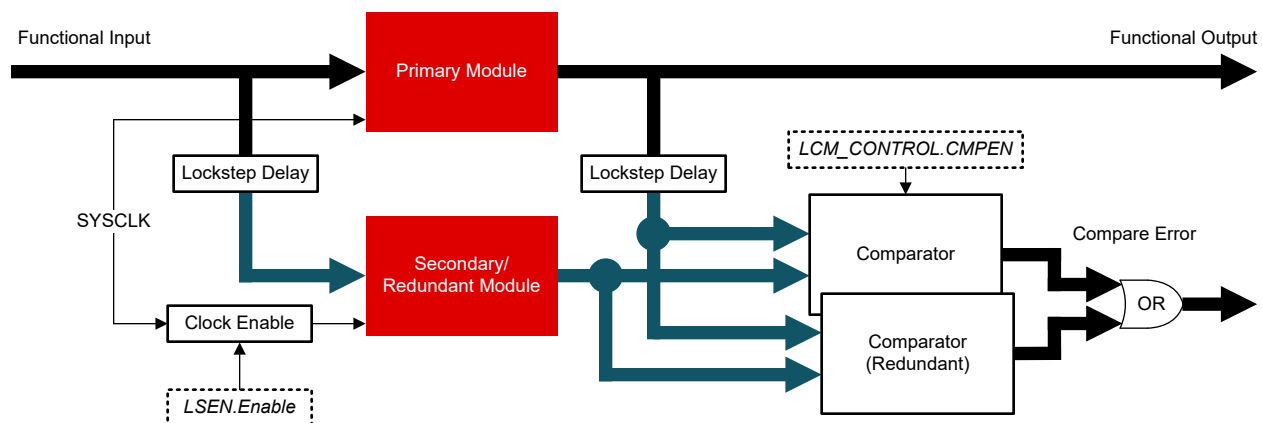 Functional Input
Functional Output
Primary Module
LCM_CONTROL.CMPEN
Lockstep Delay
Lockstep Delay
SYSCLK
Secondary/
Redundant Module
Comparator
Compare Error
OR
Clock Enable
Comparator
(Redundant)
LSEN.Enable